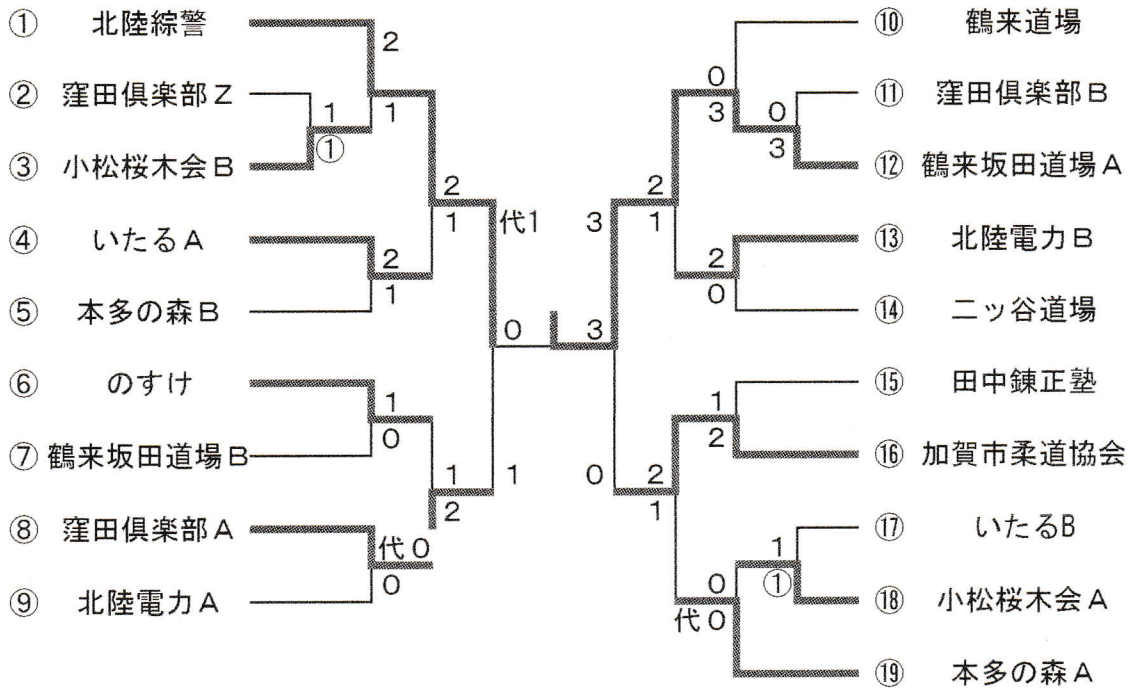 ① 北陸綜警
2
② 窪田倶楽部Z
1
1
①
③ 小松桜木会B
2
1
代1
④ いたるA
2
1
⑤ 本多の森B
0
⑥ のすけ
1
0
⑦ 鶴来坂田道場B
1
2
1
⑧ 窪田倶楽部A
代0
0
⑨ 北陸電力A
⑩ 鶴来道場
0
3
⑪ 窪田倶楽部B
0
3
⑫ 鶴来坂田道場A
2
1
3
⑬ 北陸電力B
2
0
⑭ 二ッ谷道場
3
⑮ 田中錬正塾
1
2
⑯ 加賀市柔道協会
0
2
1
⑰ いたるB
1
①
⑱ 小松桜木会A
0
代0
⑲ 本多の森A